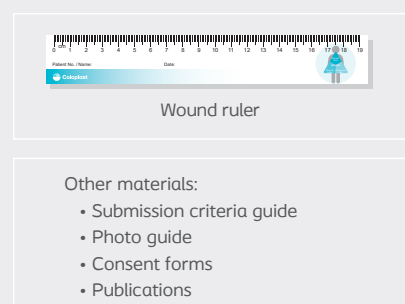 cm
0 1 2 3 4 5 6 7 8 9 10 11 12 13 14 15 16 17 18 19
Patient No. / Name: Date:
Coloplast
Wound ruler
Other materials:
• Submission criteria guide
• Photo guide
• Consent forms
• Publications